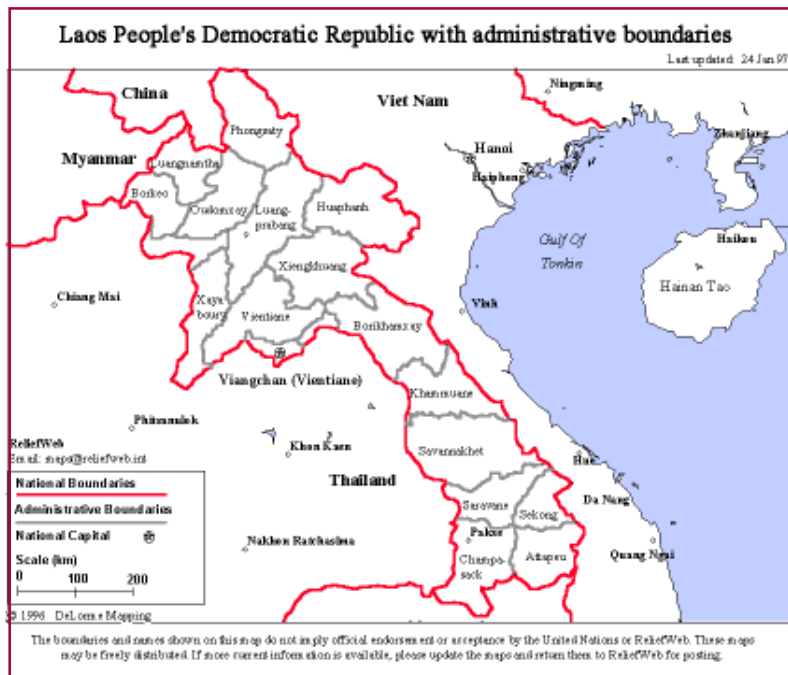 Laos People's Democratic Republic with administrative boundaries
Last updated: 24 Jan 97
China
Viet Nam
Ningming
Phongsaly
Zhanjiang
Hanoi
Myanmar
Luangnamtha
Haiphong
Borkeo
Oudomxay
Luang-
prabang
Huaphanh
Gulf Of
Tonkin
Haikou
Xiengkhuang
Hainan Tao
Chiang Mai
Xaya
boury
Vientiane
Vinh
Borikhamxay
Viangchan (Vientiane)
Khammuane
Phitsanulok
ReliefWeb
Email: maps@reliefweb.int
Khon Kaen
Savannakhet
Hue
Thailand
National Boundaries
Administrative Boundaries
National Capital
Scale (km)
0 100 200
Saravane
Sekong
Da Nang
Pakse
Nakhon Ratchasima
Champa-
sack
Attapeu
Quang Ngai
© 1996 DeLorme Mapping
The boundaries and names shown on this map do not imply official endorsement or acceptance by the United Nations or ReliefWeb. These maps
may be freely distributed. If more current information is available, please update the maps and return them to ReliefWeb for posting.